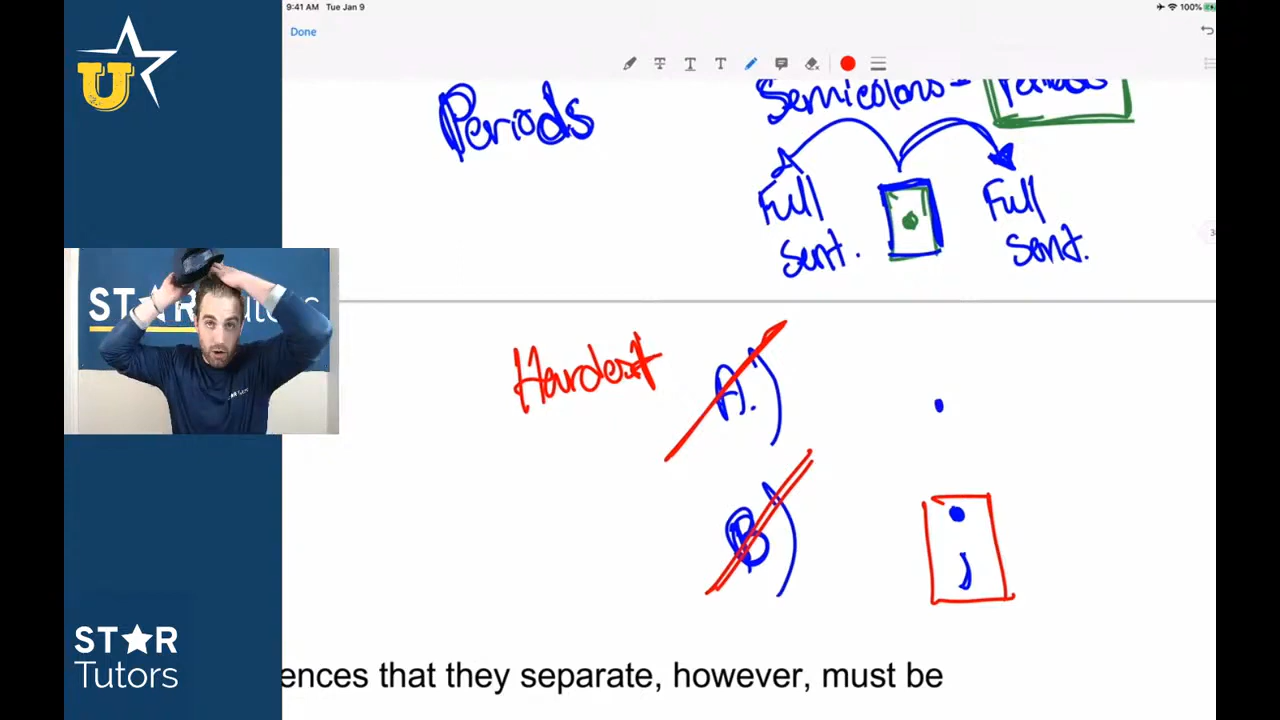 9:41 AM Tue Jan 9
100%
Done
U
Periods
Semicolons =
Full
sent.
Full
sent.
STAR
Tutors
Hardest
A.)
.
B)
;
STAR
Tutors
ences that they separate, however, must be